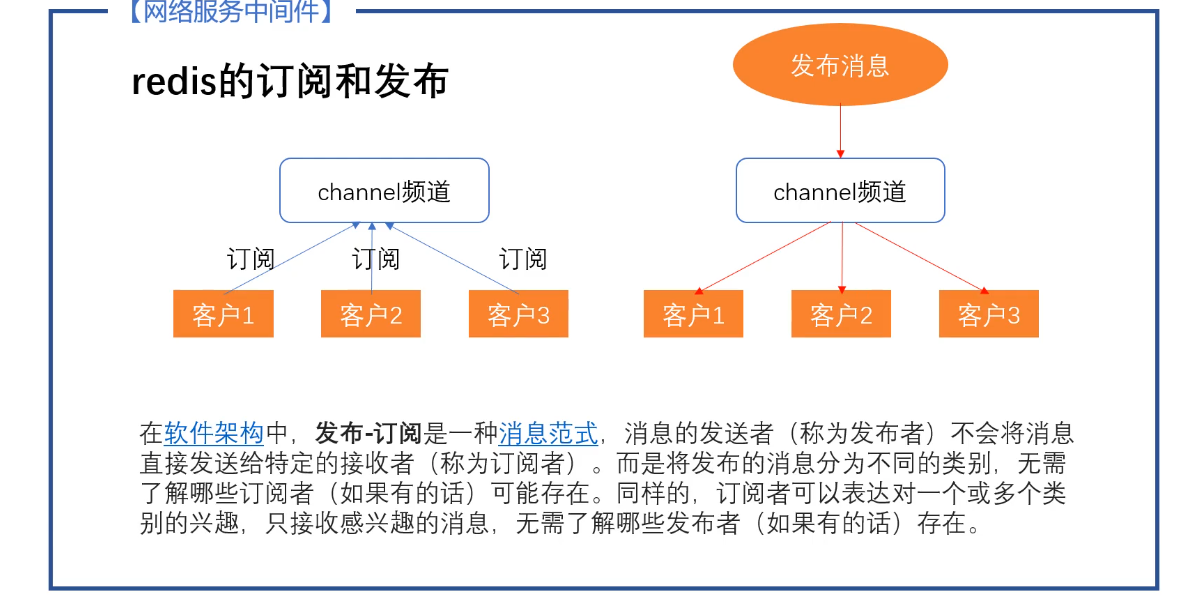 【网络服务中间件】
redis的订阅和发布
发布消息
channel频道
channel频道
订阅
订阅
订阅
客户1
客户2
客户3
客户1
客户2
客户3
在软件架构中，发布-订阅是一种消息范式，消息的发送者（称为发布者）不会将消息
直接发送给特定的接收者（称为订阅者）。而是将发布的消息分为不同的类别，无需
了解哪些订阅者（如果有的话）可能存在。同样的，订阅者可以表达对一个或多个类
别的兴趣，只接收感兴趣的消息，无需了解哪些发布者（如果有的话）存在。